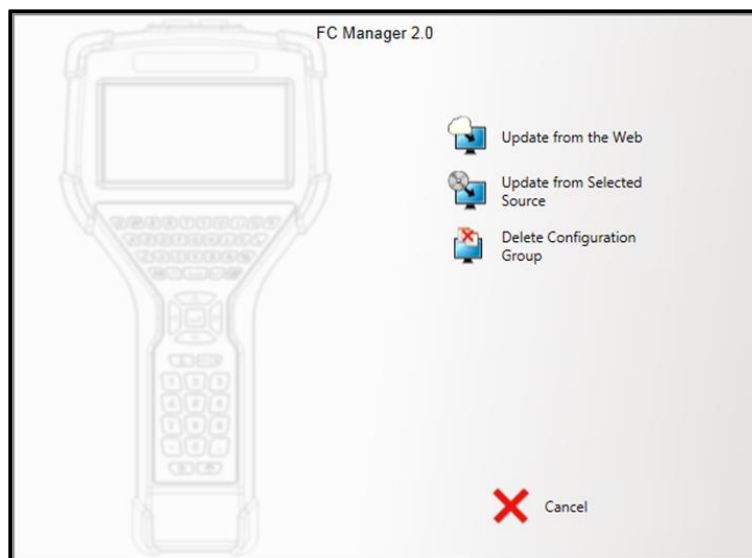 FC Manager 2.0
Update from the Web
Update from Selected
Source
Delete Configuration
Group
Cancel